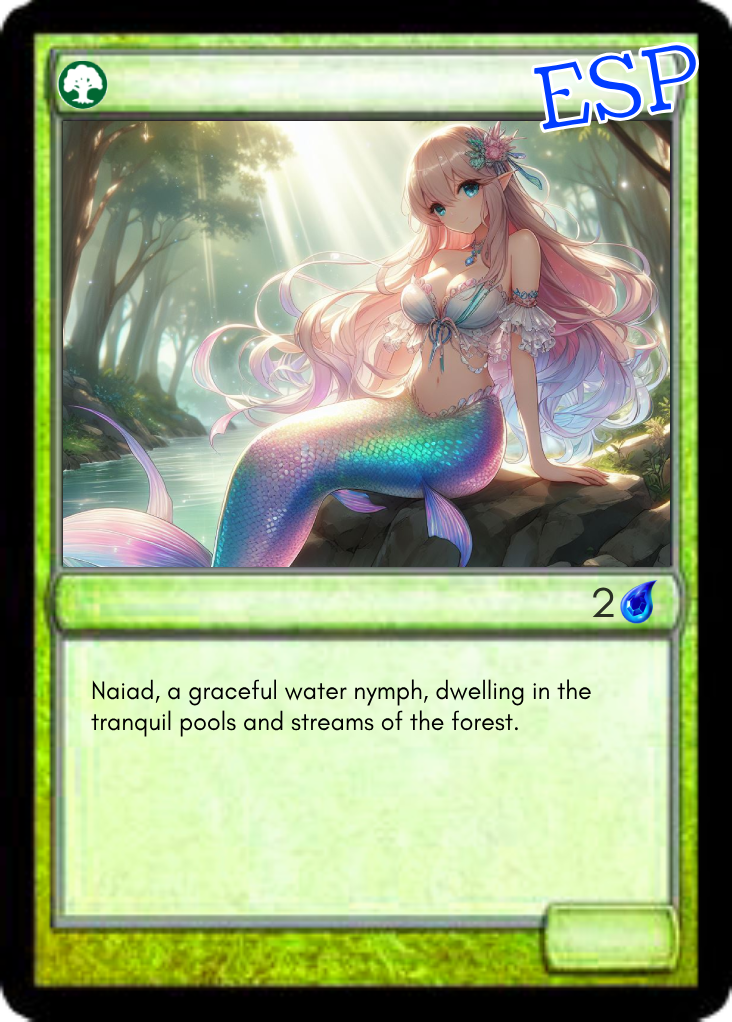 ESP
2
Naiad, a graceful water nymph, dwelling in the
tranquil pools and streams of the forest.